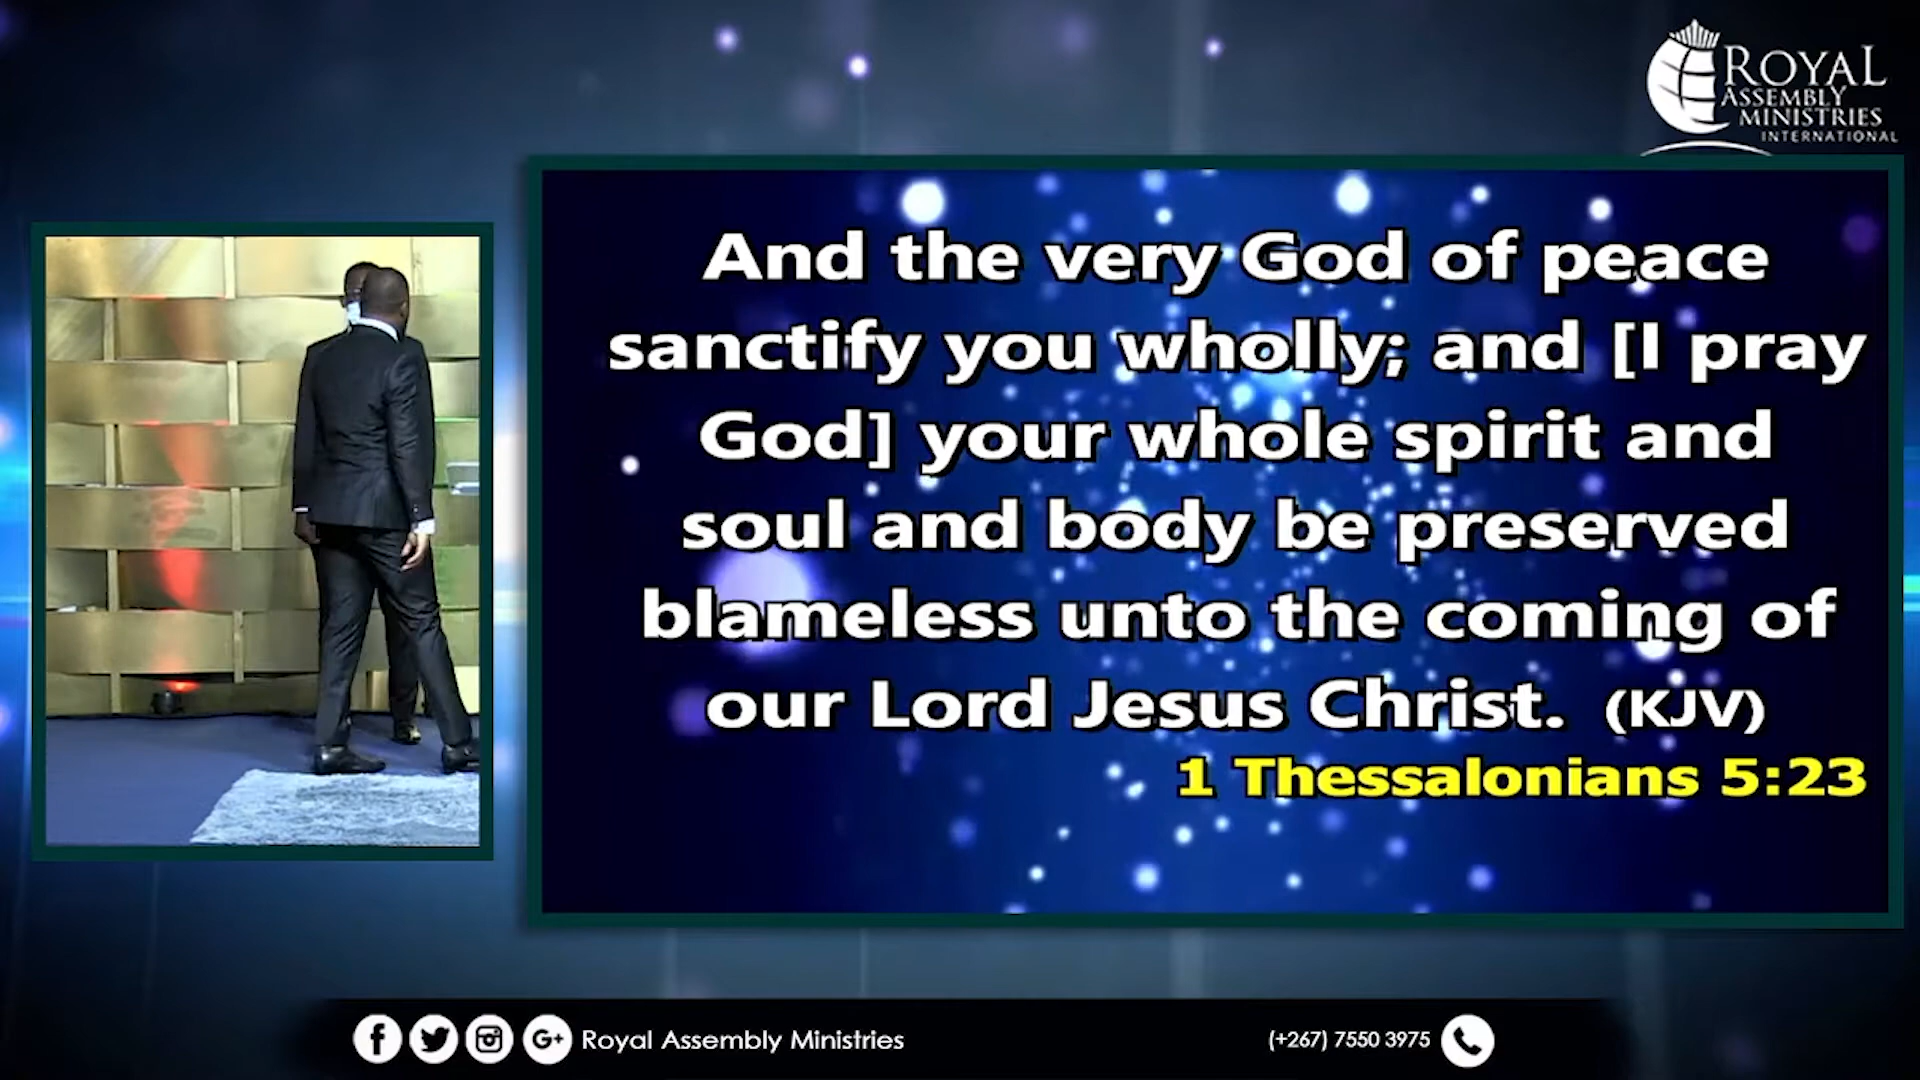 ROYAL
ASSEMBLY
MINISTRIES
INTERNATIONAL
And the very God of peace
sanctify you wholly; and [I pray
God] your whole spirit and
soul and body be preserved
blameless unto the coming of
our Lord Jesus Christ. (KJV)
1 Thessalonians 5:23
Royal Assembly Ministries
(+267) 7550 3975